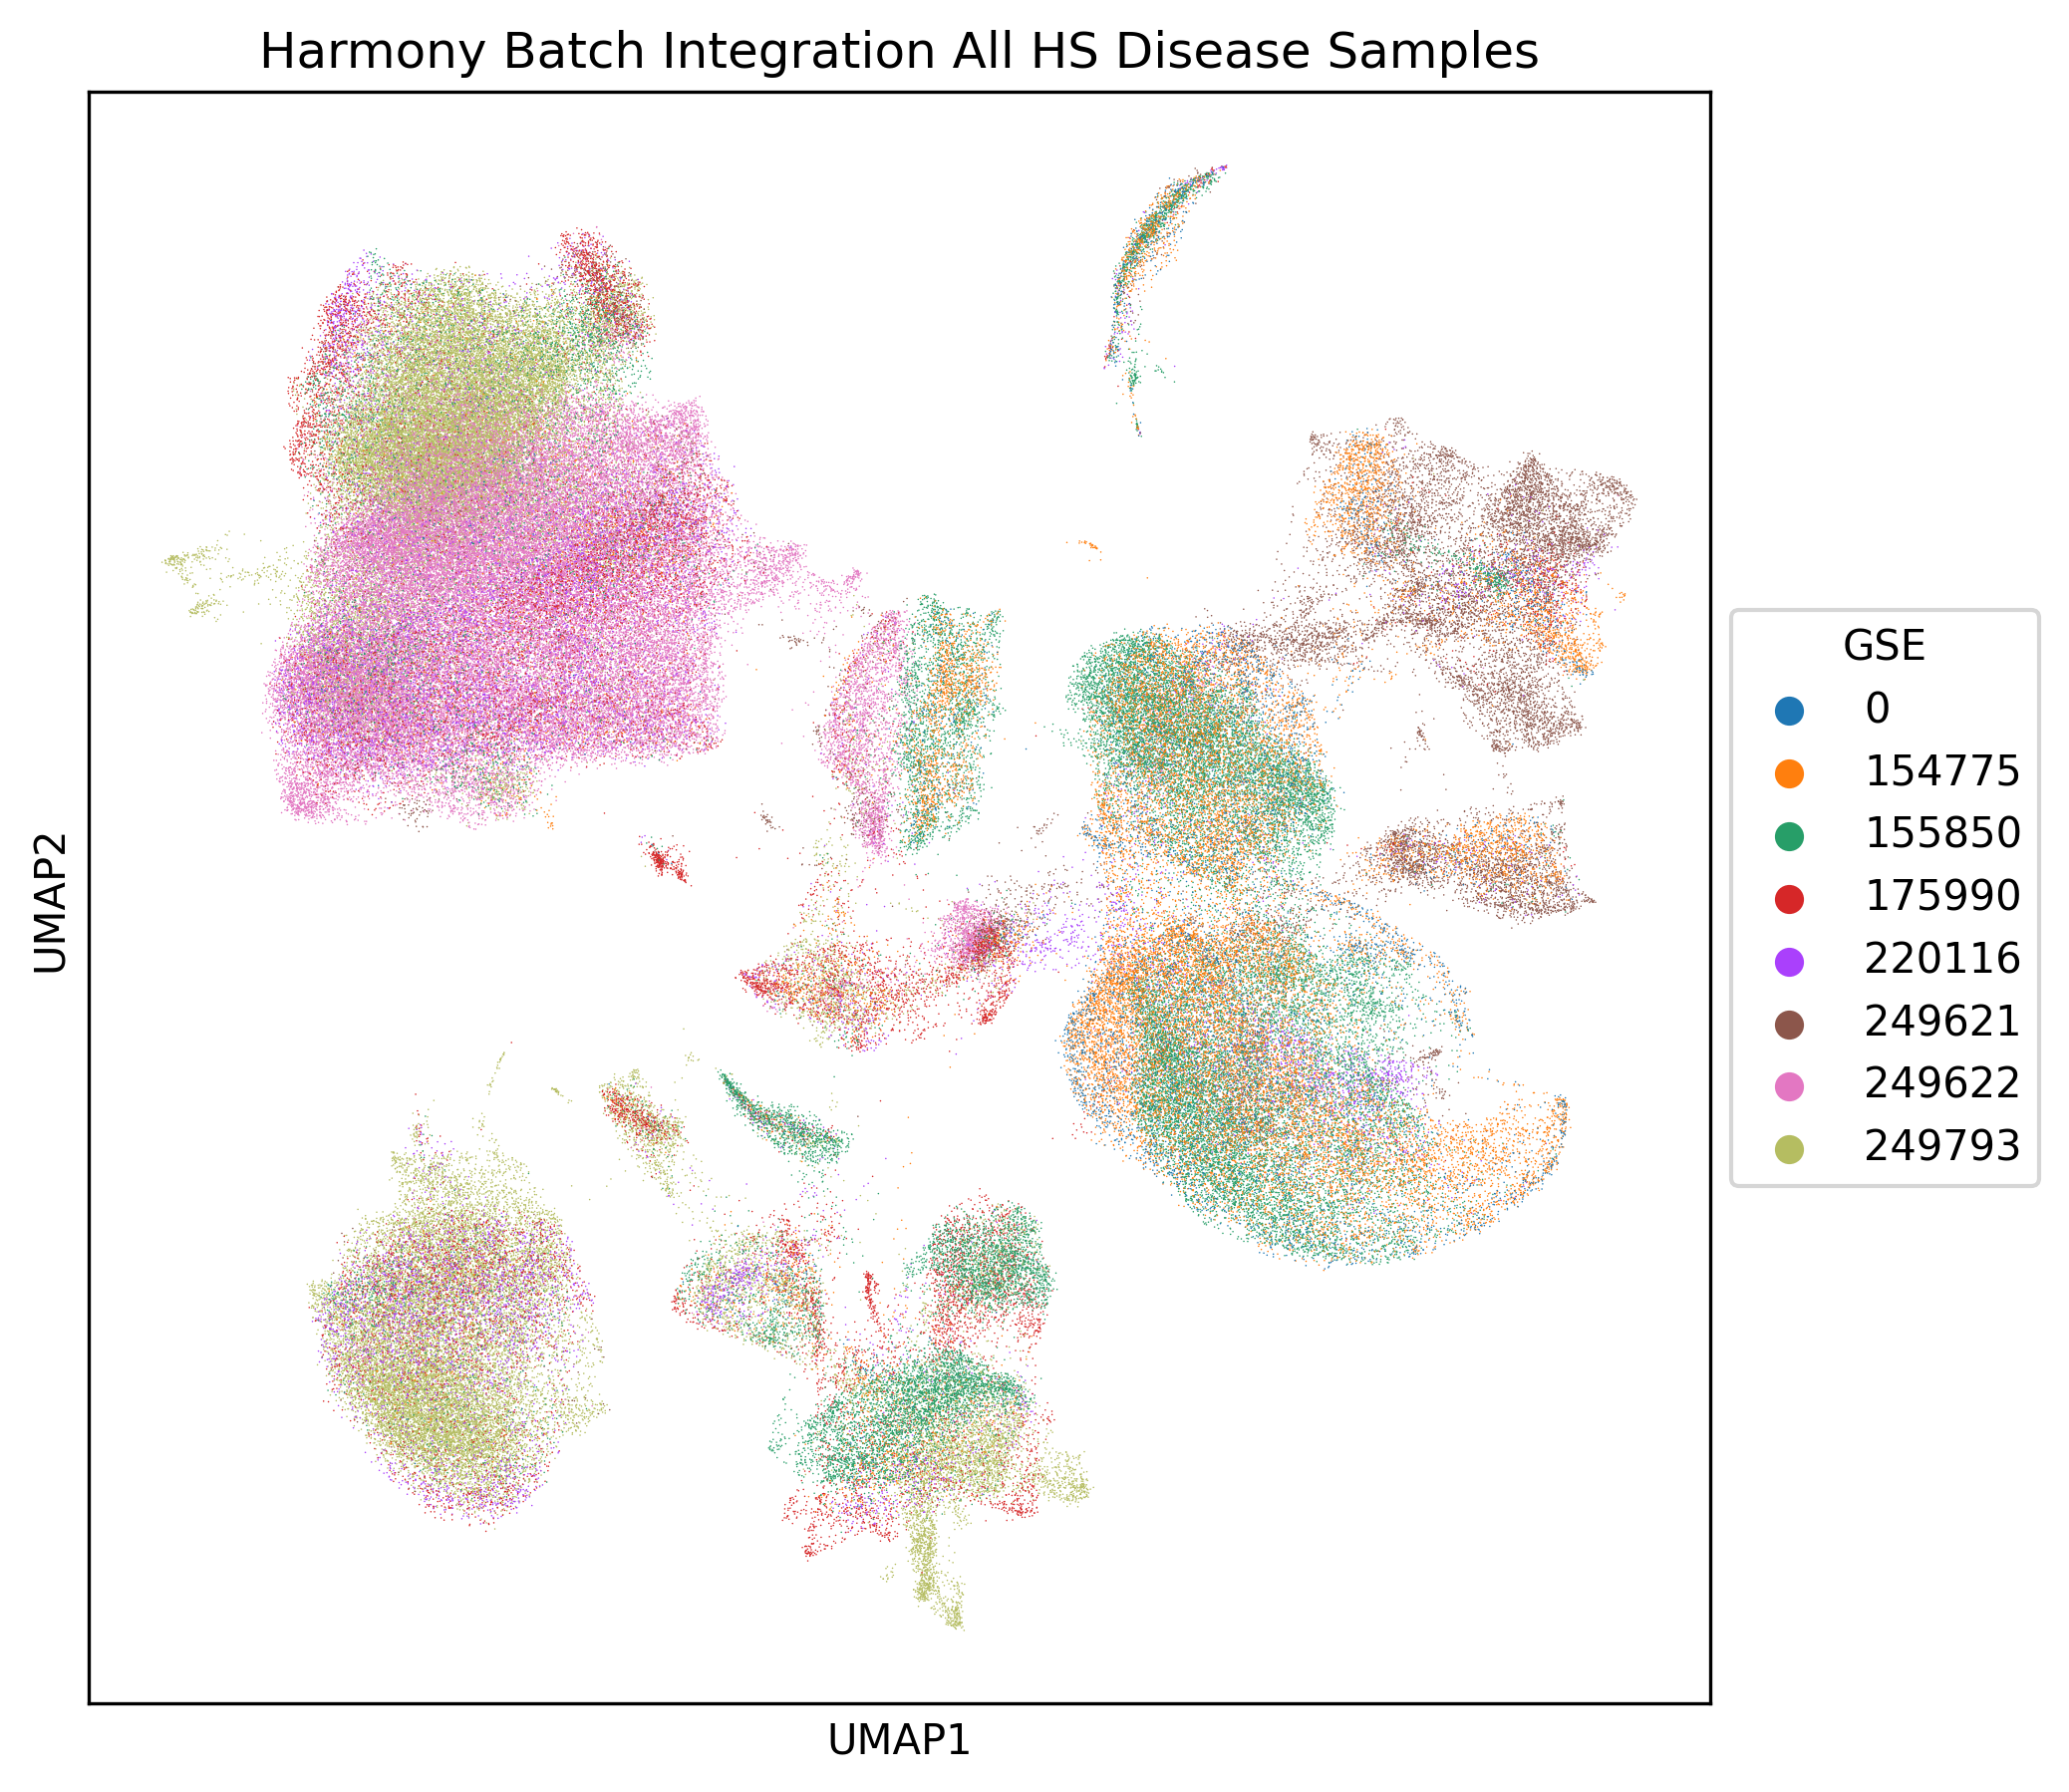 Harmony Batch Integration All HS Disease Samples
UMAP2
UMAP1
GSE
0
154775
155850
175990
220116
249621
249622
249793